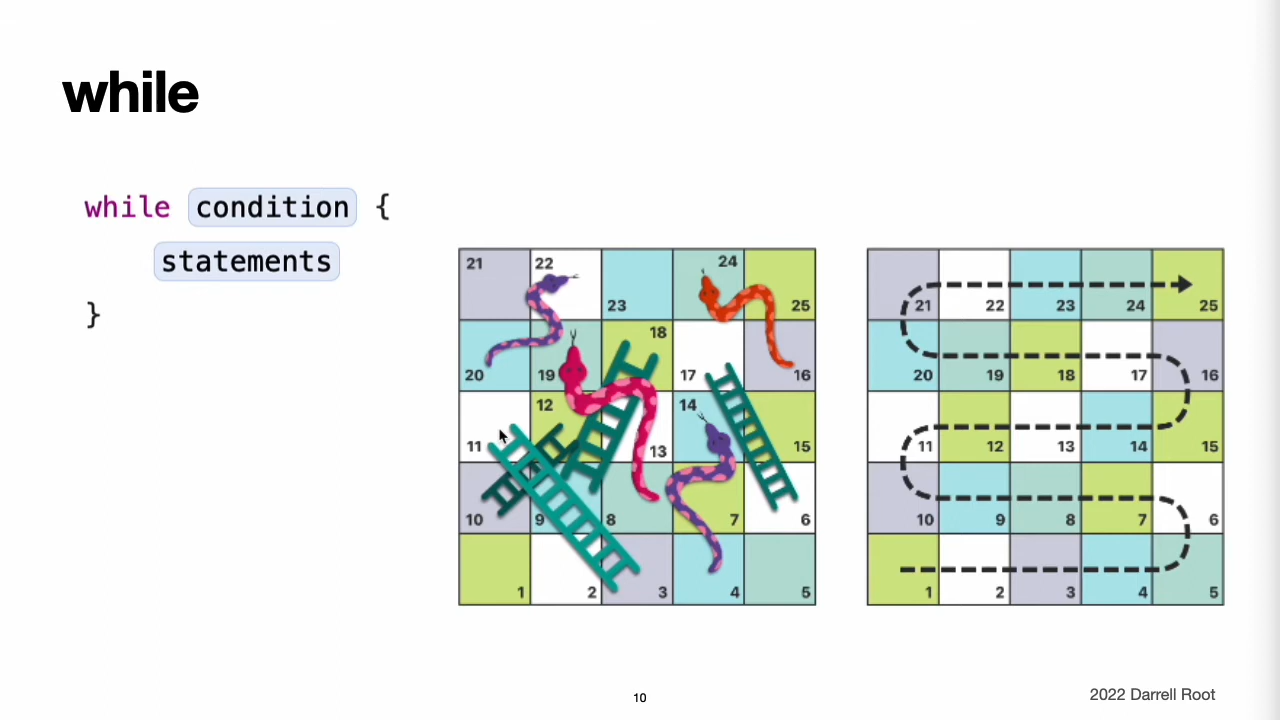 while
while condition {
statements
}
21 22 23 24 25
20 19 18 17 16
11 12 13 14 15
10 9 8 7 6
1 2 3 4 5
21 22 23 24 25
20 19 18 17 16
11 12 13 14 15
10 9 8 7 6
1 2 3 4 5
10
2022 Darrell Root